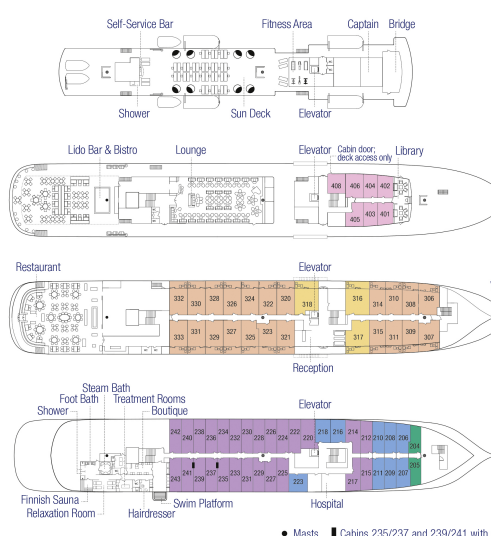 Self-Service Bar
Fitness Area
Captain
Bridge
Shower
Sun Deck
Elevator
Lido Bar & Bistro
Lounge
Elevator
Cabin door;
deck access only
Library
408 406 404 402
405 403 401
Restaurant
Elevator
332 330 328 326 324 322 320 318 316 314 310 308 306
333 331 329 327 325 323 321 317 315 311 309 307
Reception
Steam Bath
Foot Bath
Treatment Rooms
Shower
Boutique
Elevator
242 240 238 236 234 232 230 228 226 224 222 220 218 216 214 212 210 208 206 204
243 241 239 235 237 233 231 229 227 225 223 217 215 211 209 207 205
Finnish Sauna
Relaxation Room
Hairdresser
Swim Platform
Hospital
Masts
Cabins 235/237 and 239/241 with